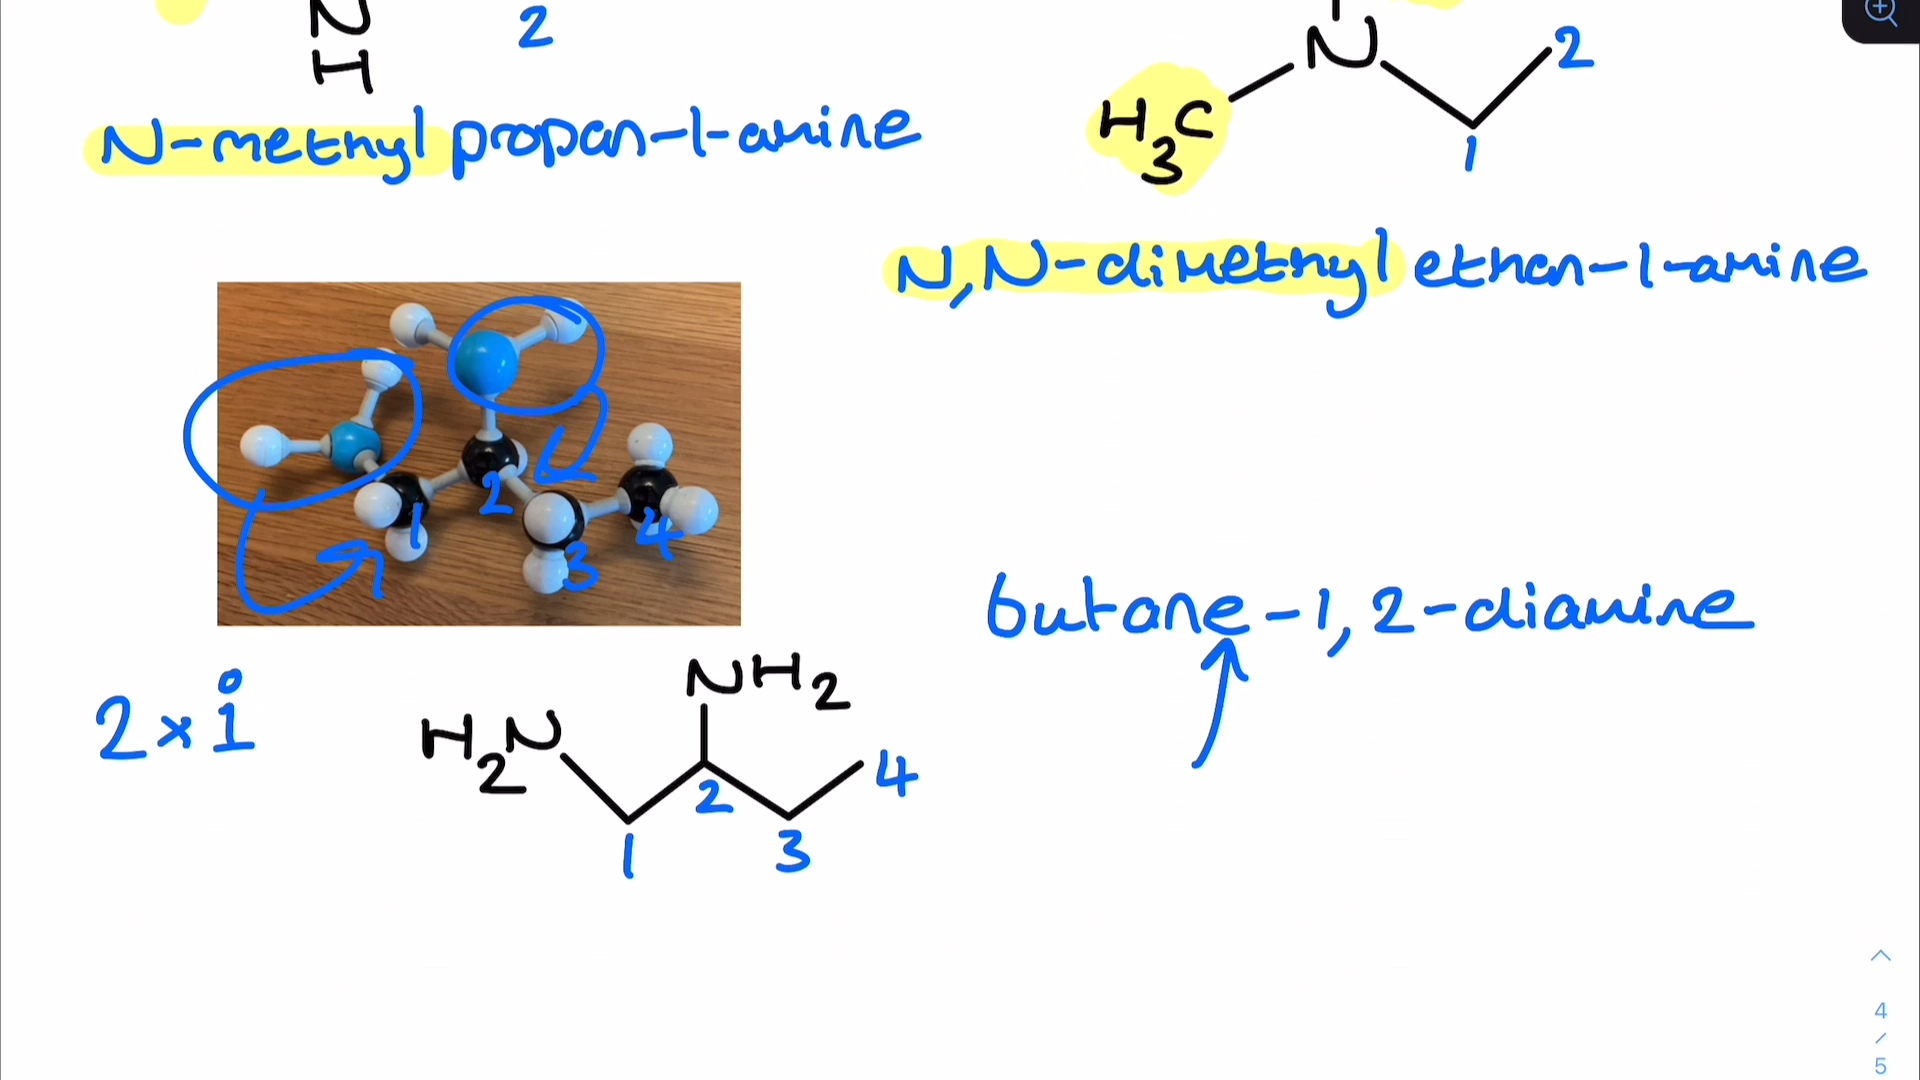 N
H
2
N-methyl propan-1-amine
N
2
H3C
1
N,N-dimethyl ethan-1-amine
1
2
3
4
butane-1,2-diamine
2×1°
NH2
H2N
1
2
3
4
4
/
5